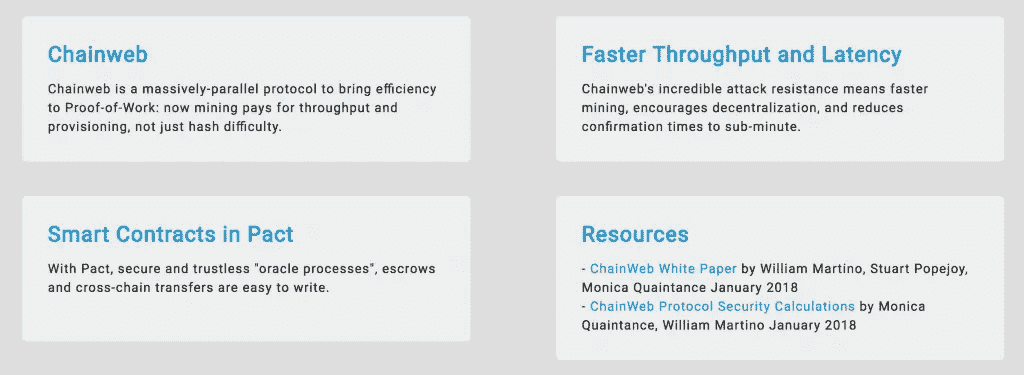 Chainweb
Chainweb is a massively-parallel protocol to bring efficiency
to Proof-of-Work: now mining pays for throughput and
provisioning, not just hash difficulty.
Faster Throughput and Latency
Chainweb's incredible attack resistance means faster
mining, encourages decentralization, and reduces
confirmation times to sub-minute.
Smart Contracts in Pact
With Pact, secure and trustless "oracle processes", escrows
and cross-chain transfers are easy to write.
Resources
- ChainWeb White Paper by William Martino, Stuart Popejoy,
Monica Quaintance January 2018
- ChainWeb Protocol Security Calculations by Monica
Quaintance, William Martino January 2018